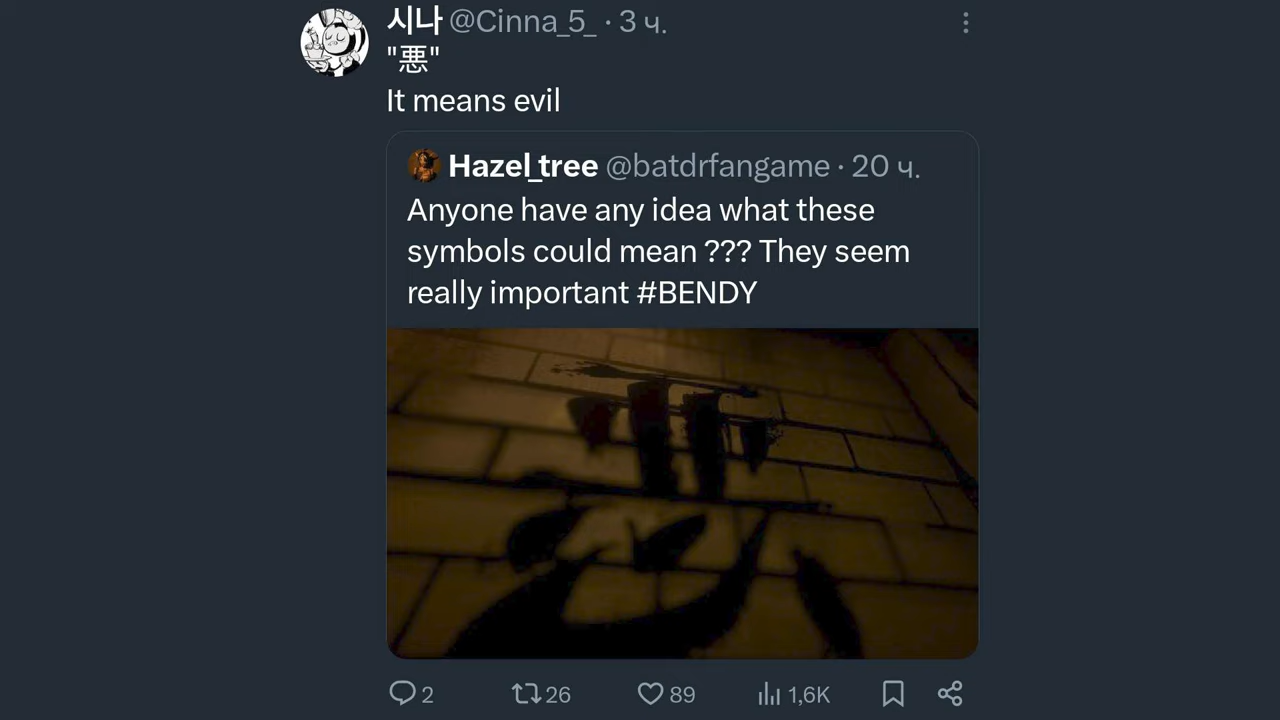 시나 @Cinna_5_ · 3 ч.
"悪"
It means evil
Hazel_tree @batdrfangame · 20 ч.
Anyone have any idea what these
symbols could mean ??? They seem
really important #BENDY
恶
2 26 89 1,6K